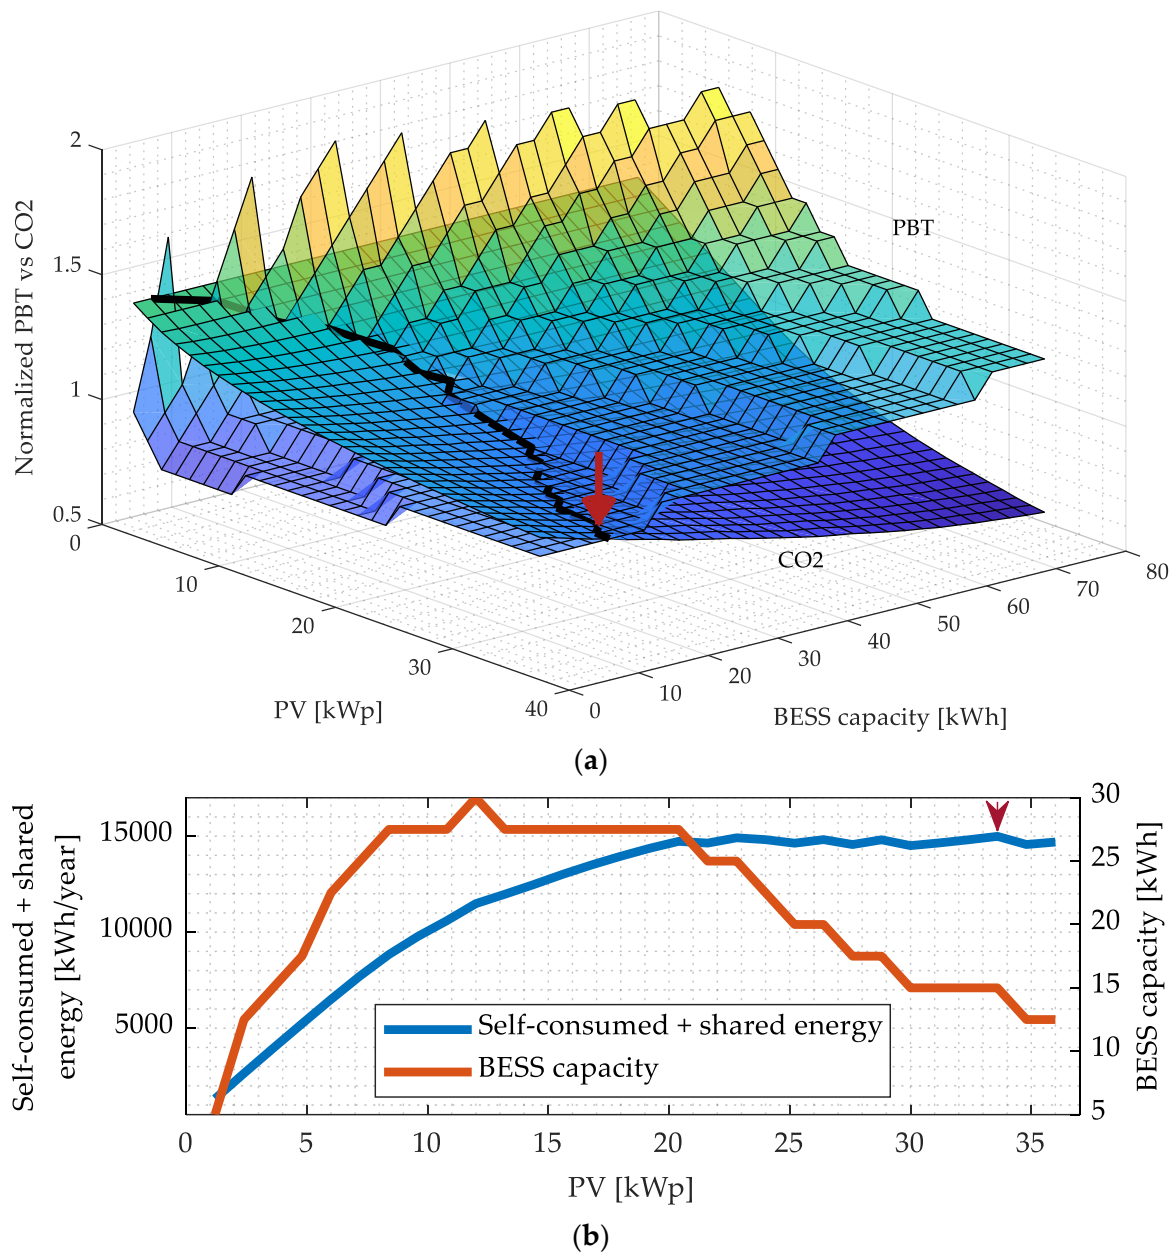 2
1.5
1
0.5
Normalized PBT vs CO2
PBT
CO2
0
10
20
30
40
PV [kWp]
0
10
20
30
40
50
60
70
80
BESS capacity [kWh]
(a)
Self-consumed + shared
energy [kWh/year]
15000
10000
5000
30
25
20
15
10
5
BESS capacity [kWh]
Self-consumed + shared energy
BESS capacity
0
5
10
15
20
25
30
35
PV [kWp]
(b)